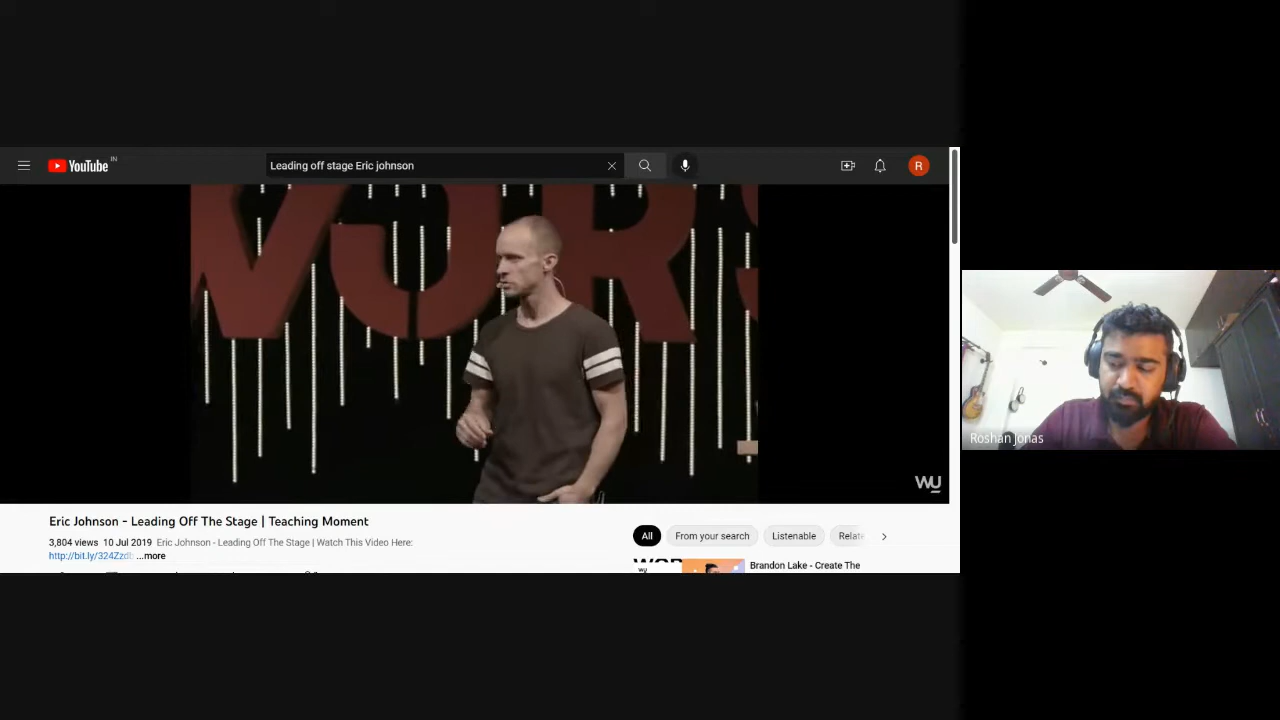 YouTube IN
Leading off stage Eric johnson
R
WU
Eric Johnson - Leading Off The Stage | Teaching Moment
3,804 views 10 Jul 2019 Eric Johnson - Leading Off The Stage | Watch This Video Here:
...more
All
From your search
Listenable
Brandon Lake - Create The
Roshan Jonas